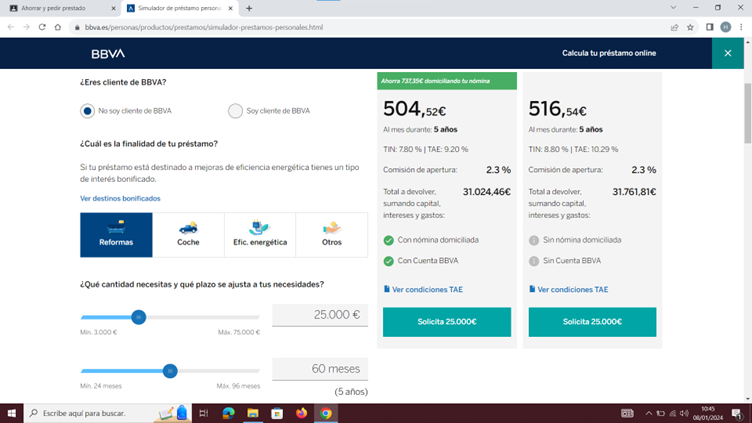 Ahorrar y pedir prestado
Simulador de préstamo persona
bbva.es/personas/productos/prestamos/simulador-prestamos-personales.html
H
BBVA
Calcula tu préstamo online
¿Eres cliente de BBVA?
No soy cliente de BBVA
Soy cliente de BBVA
¿Cuál es la finalidad de tu préstamo?
Si tu préstamo está destinado a mejoras de eficiencia energética tienes un tipo
de interés bonificado.
Ver destinos bonificados
Reformas
Coche
Efic. energética
Otros
¿Qué cantidad necesitas y qué plazo se ajusta a tus necesidades?
25.000 €
Mín. 3.000 €
Máx. 75.000 €
60 meses
Mín. 24 meses
Máx. 96 meses
(5 años)
Ahorra 737,35€ domiciliando tu nómina
504,52€
Al mes durante: 5 años
TIN: 7.80 % | TAE: 9.20 %
Comisión de apertura:
2.3 %
Total a devolver,
sumando capital,
intereses y gastos:
31.024,46€
Con nómina domiciliada
Con Cuenta BBVA
Ver condiciones TAE
Solicita 25.000€
516,54€
Al mes durante: 5 años
TIN: 8.80 % | TAE: 10.29 %
Comisión de apertura:
2.3 %
Total a devolver,
sumando capital,
intereses y gastos:
31.761,81€
Sin nómina domiciliada
Sin Cuenta BBVA
Ver condiciones TAE
Solicita 25.000€
Escribe aquí para buscar.
10:45
08/01/2024